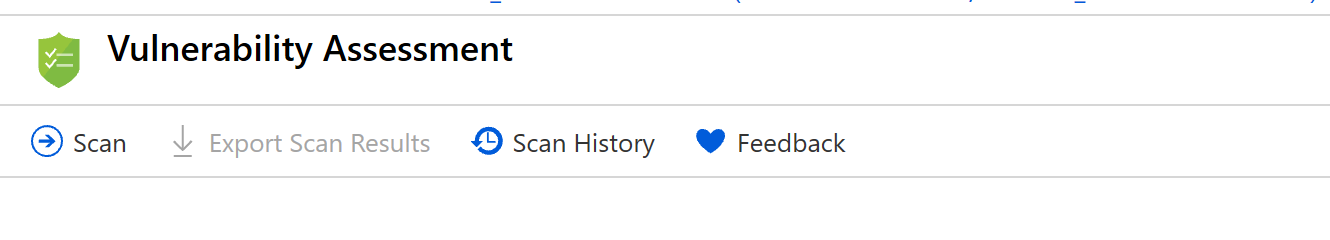 Vulnerability Assessment
Scan Export Scan Results Scan History Feedback